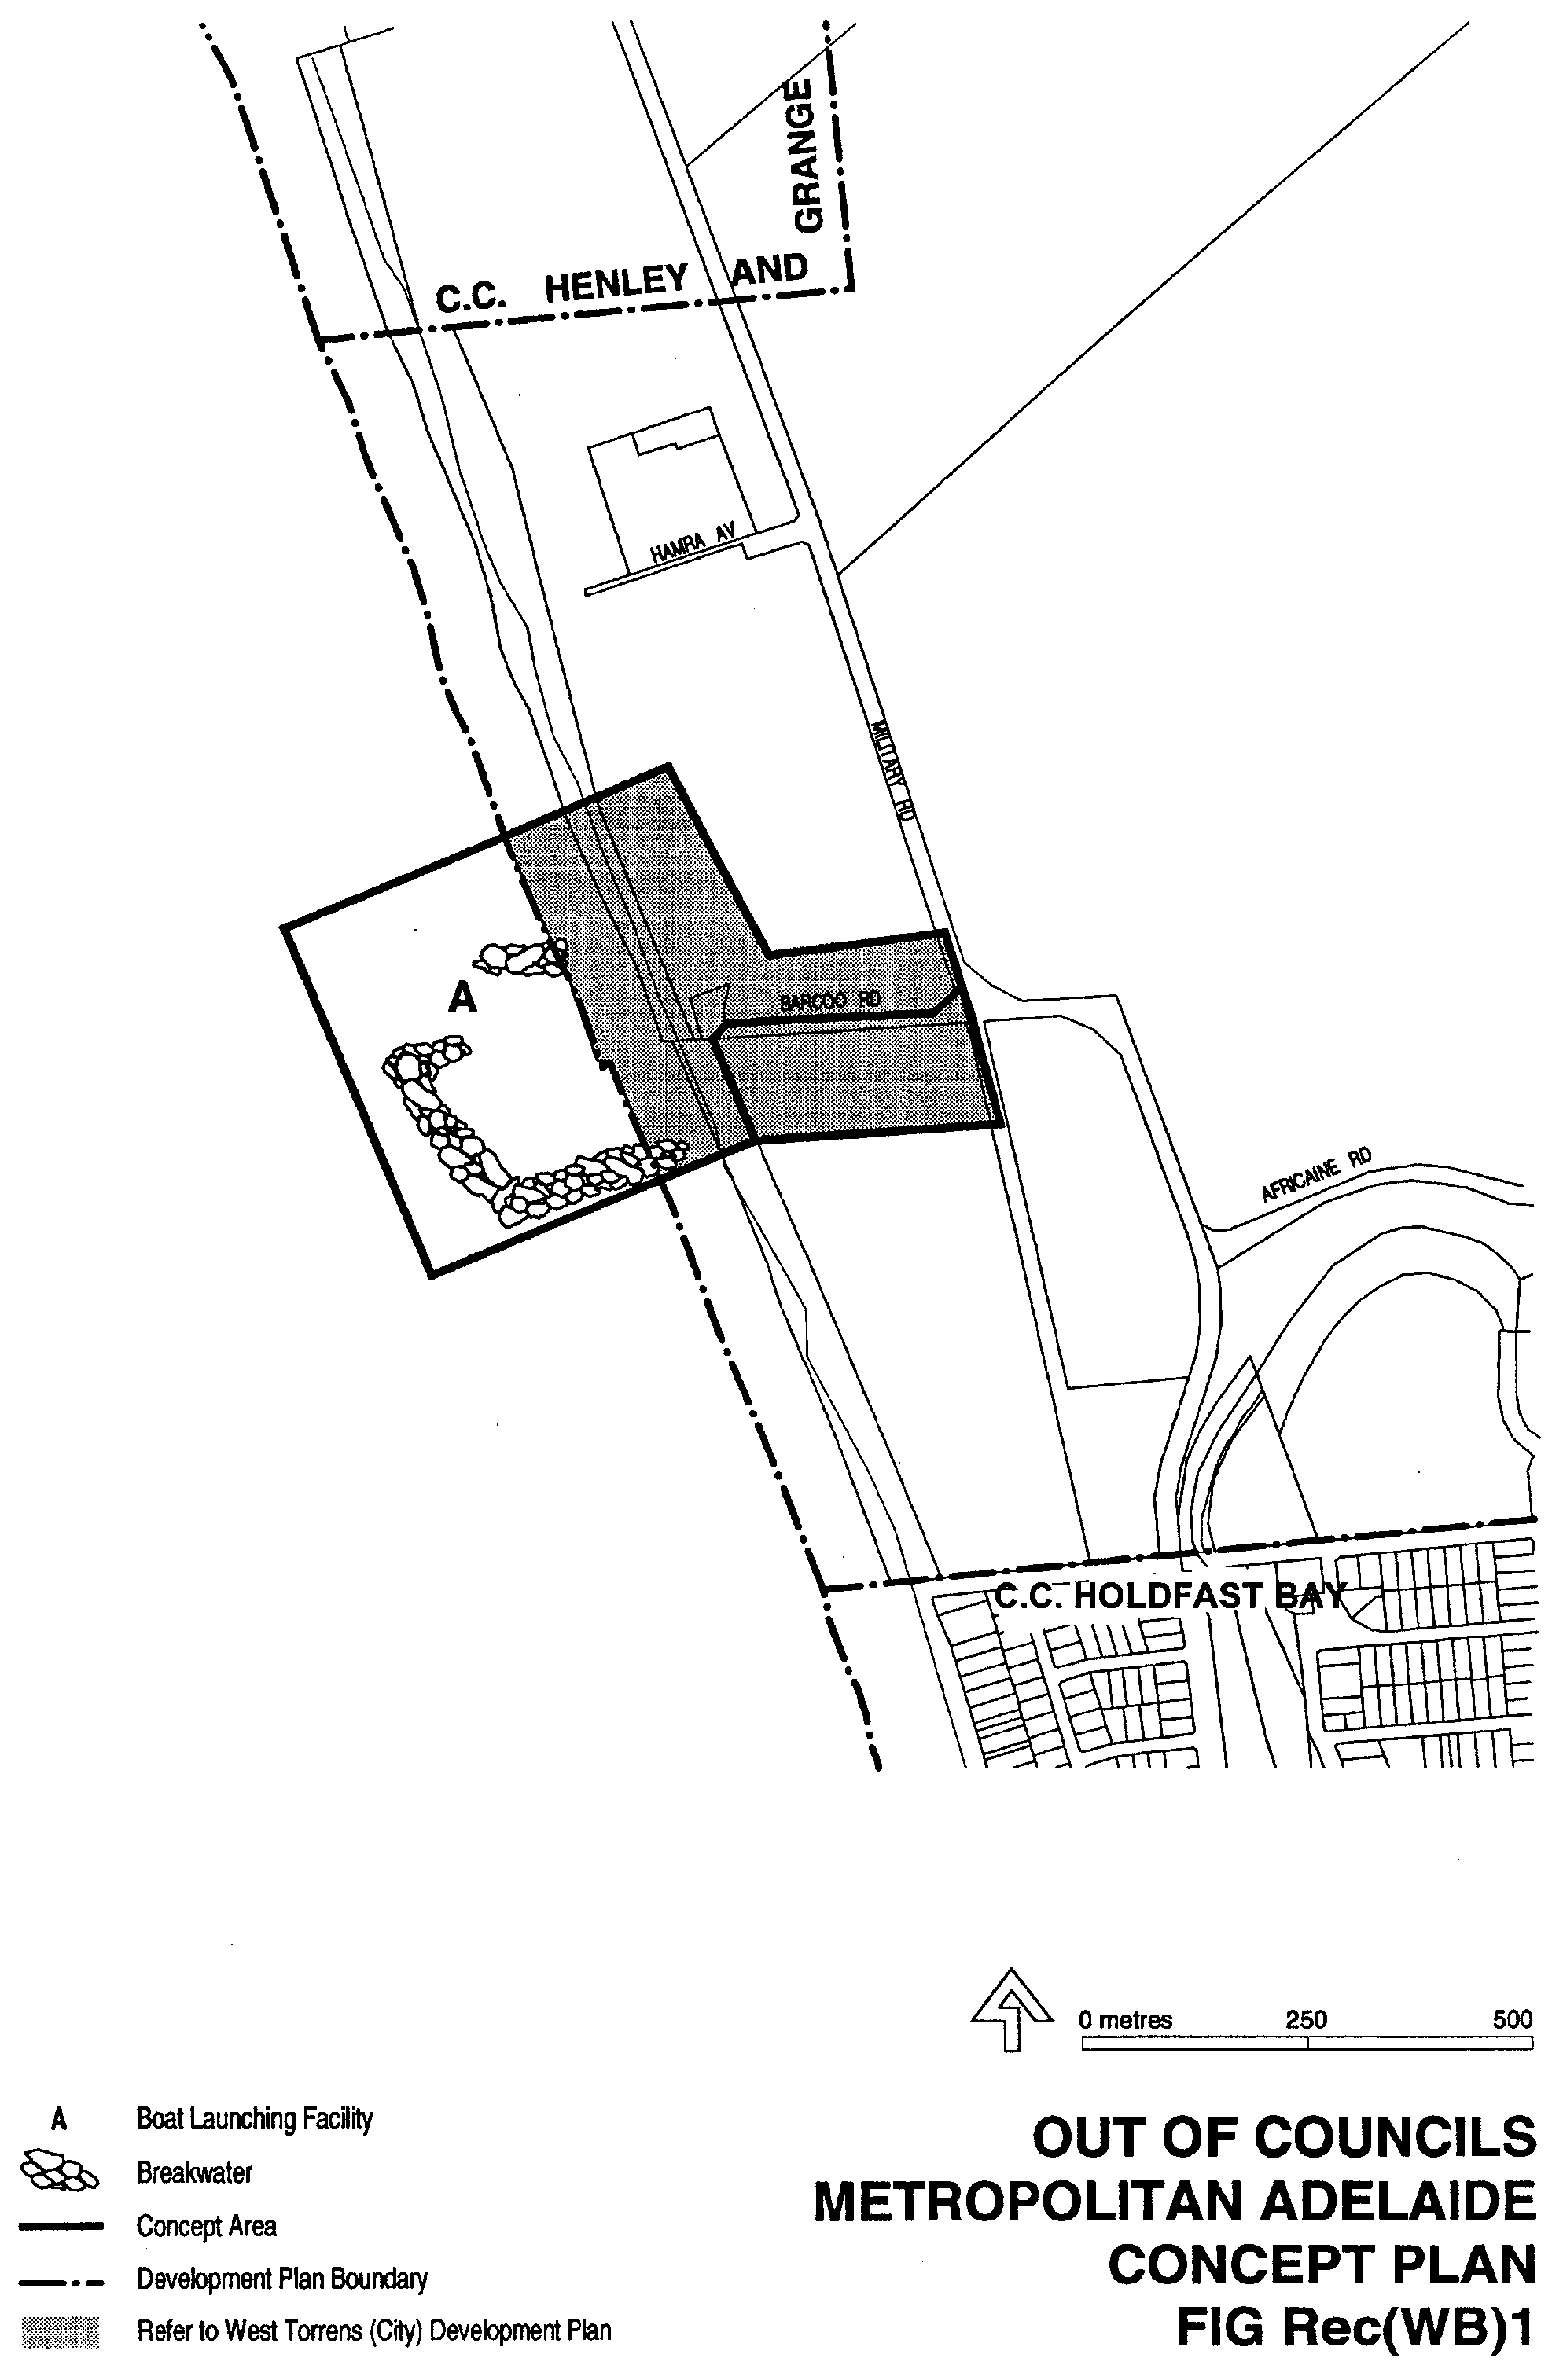 GRANGE
C.C. HENLEY AND
HAMRA AV
MILITARY RD
A
BARCOO RD
AFRICAINE RD
C.C. HOLDFAST BAY
0 metres 250 500
A Boat Launching Facility
Breakwater
Concept Area
Development Plan Boundary
Refer to West Torrens (City) Development Plan
OUT OF COUNCILS
METROPOLITAN ADELAIDE
CONCEPT PLAN
FIG Rec(WB)1